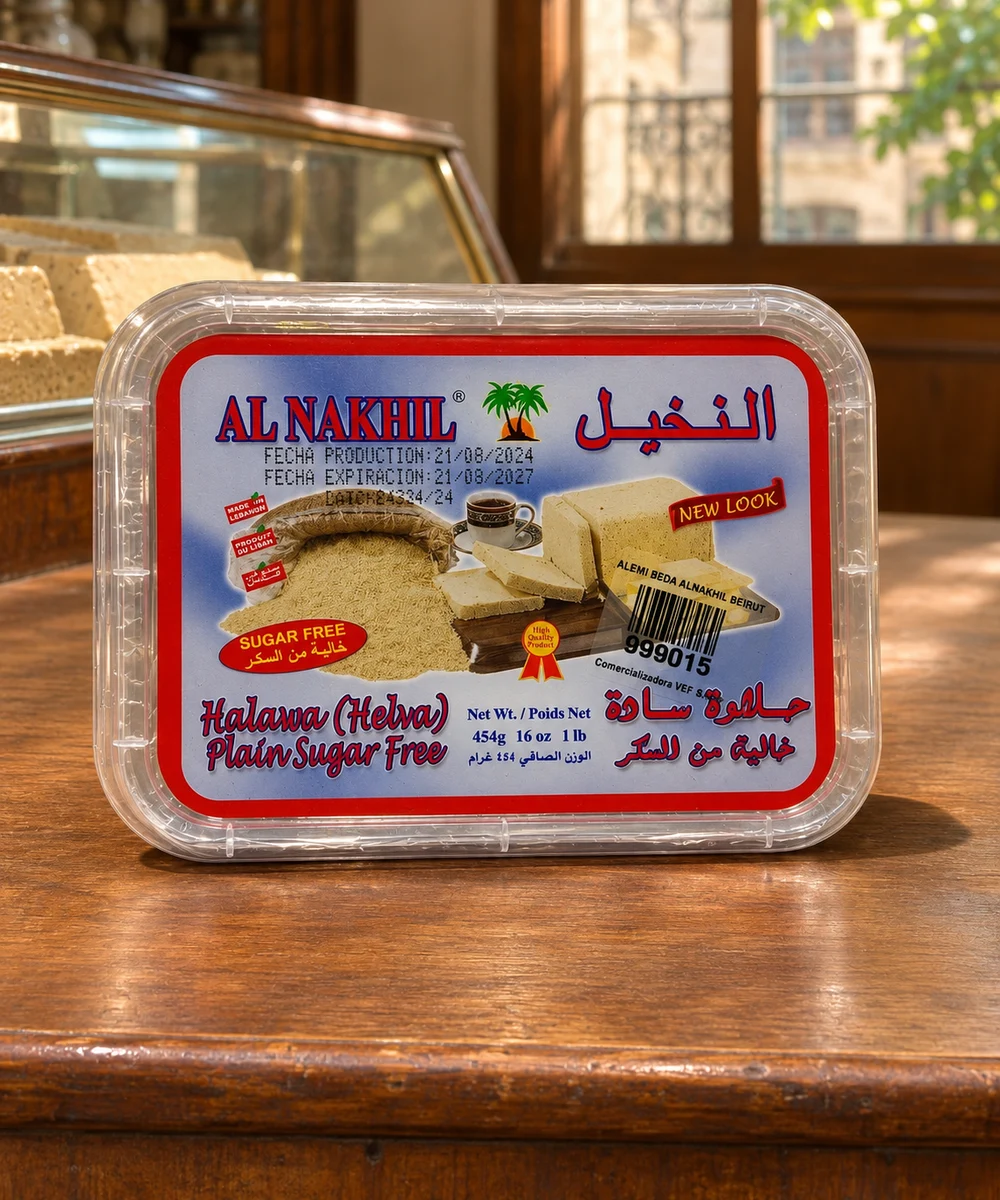 AL NAKHIL®
النخيل
FECHA PRODUCTION:21/08/2024
FECHA EXPIRACION:21/08/2027
24/24
MADE IN LEBANON
PRODUIT DU LIBAN
NEW LOOK
SUGAR FREE
خالية من السكر
High
Quality
Product
ALEMI BEDA ALNAKHIL BEIRUT
999015
Comercializadora VEF
Halawa (Helva)
Plain Sugar Free
Net Wt. / Poids Net
454g 16 oz 1 lb
الوزن الصافي ٤٥٤ غرام
حلاوة سادة
خالية من السكر